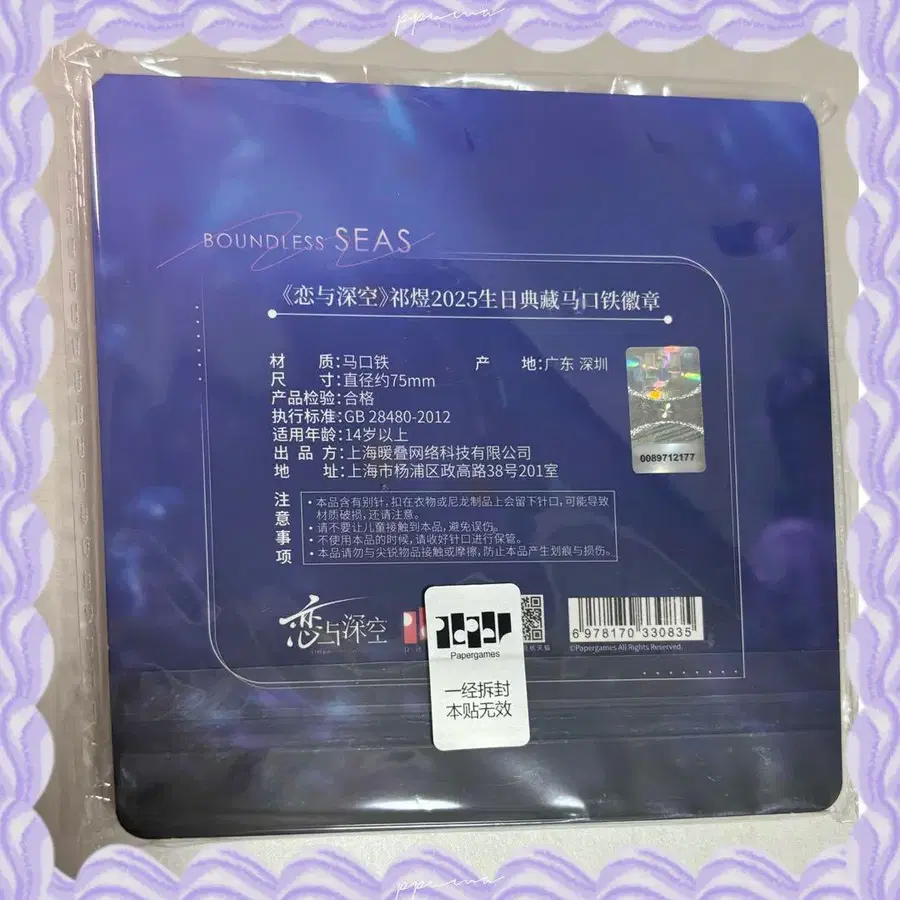 BOUNDLESS SEAS
《恋与深空》祁煜2025生日典藏马口铁徽章
材 质:马口铁 产 地:广东 深圳
尺 寸:直径约75mm
产品检验:合格
执行标准:GB 28480-2012
适用年龄:14岁以上
出 品 方:上海暖叠网络科技有限公司
地 址:上海市杨浦区政高路38号201室
0089712177
注意事项
• 本品含有别针,扣在衣物或尼龙制品上会留下针口,可能导致
材质破损,还请注意。
• 请不要让儿童接触到本品,避免误伤。
• 不使用本品的时候,请收好针口进行保管。
• 本品请勿与尖锐物品接触或摩擦,防止本品产生划痕与损伤。
恋与深空
6 978170 330835
©Papergames All Rights Reserved.
Papergames
一经拆封
本贴无效